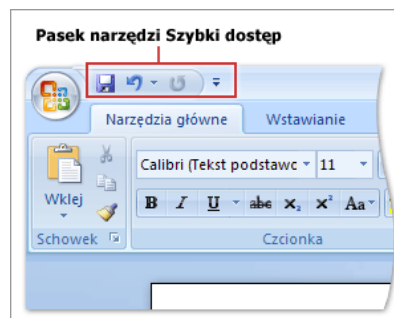 Pasek narzędzi Szybki dostęp
Narzędzia główne Wstawianie
Calibri (Tekst podstawc 11
Wklej
B I U abc x₂ x² Aa
Schowek Czcionka